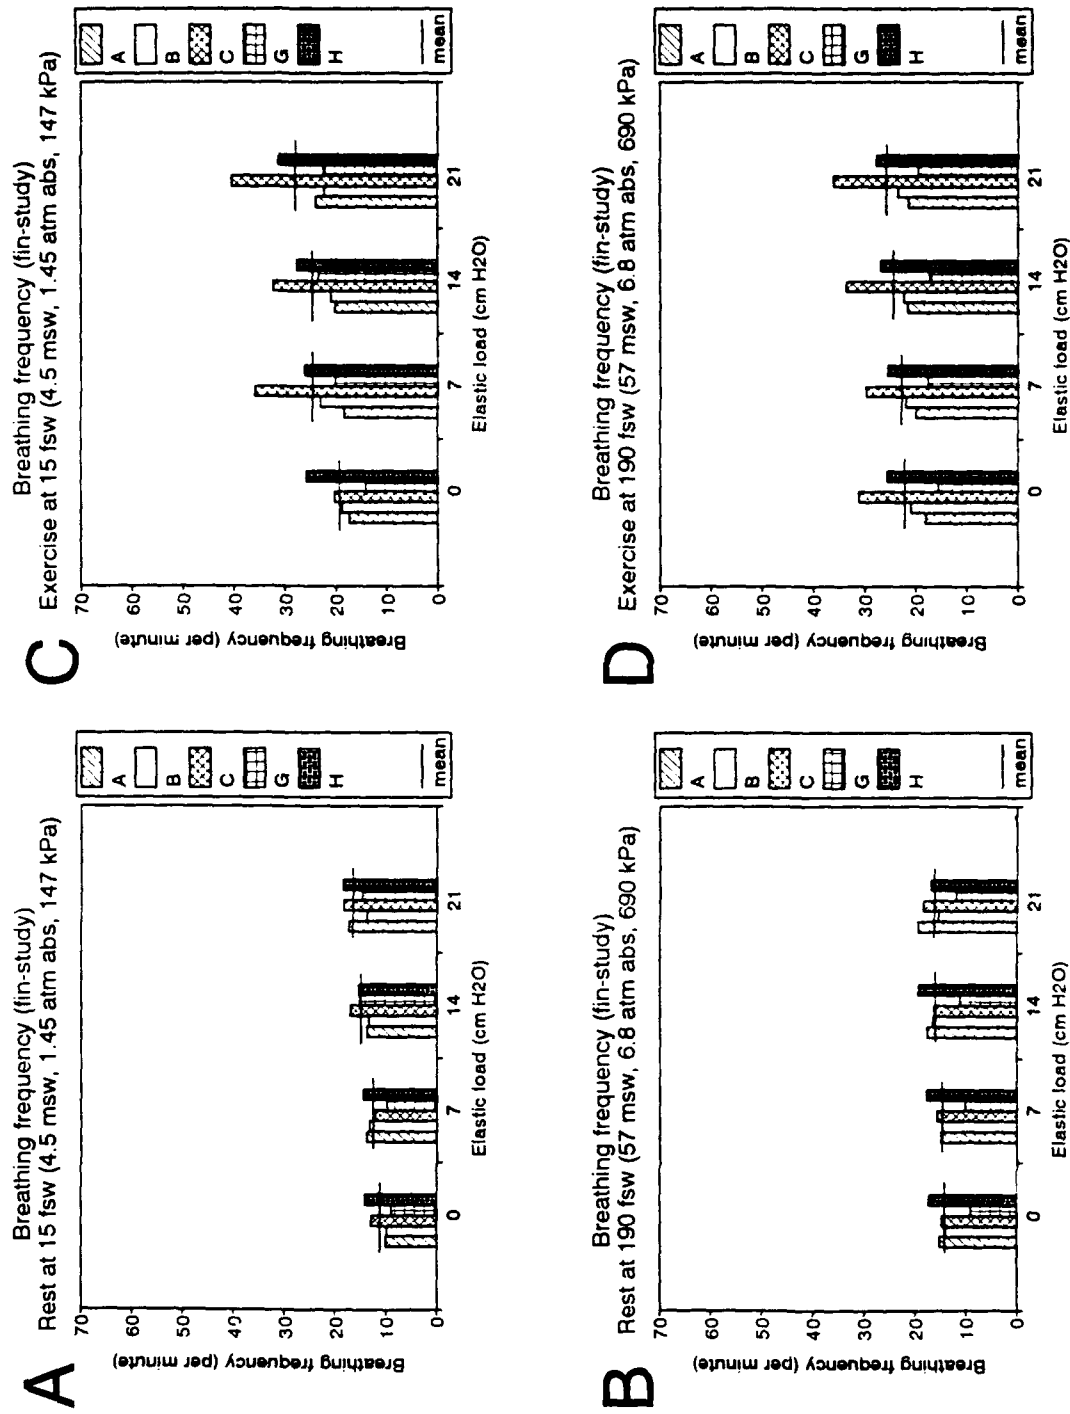 A
Breathing frequency (fin-study)
Rest at 15 fsw (4.5 msw, 1.45 atm abs, 147 kPa)
Breathing frequency (per minute)
70
60
50
40
30
20
10
0
0
7
14
21
Elastic load (cm H2O)
A
B
C
G
H
mean
B
Breathing frequency (fin-study)
Rest at 190 fsw (57 msw, 6.8 atm abs, 690 kPa)
Breathing frequency (per minute)
70
60
50
40
30
20
10
0
0
7
14
21
Elastic load (cm H2O)
A
B
C
G
H
mean
C
Breathing frequency (fin-study)
Exercise at 15 fsw (4.5 msw, 1.45 atm abs, 147 kPa)
Breathing frequency (per minute)
70
60
50
40
30
20
10
0
0
7
14
21
Elastic load (cm H2O)
A
B
C
G
H
mean
D
Breathing frequency (fin-study)
Exercise at 190 fsw (57 msw, 6.8 atm abs, 690 kPa)
Breathing frequency (per minute)
70
60
50
40
30
20
10
0
0
7
14
21
Elastic load (cm H2O)
A
B
C
G
H
mean